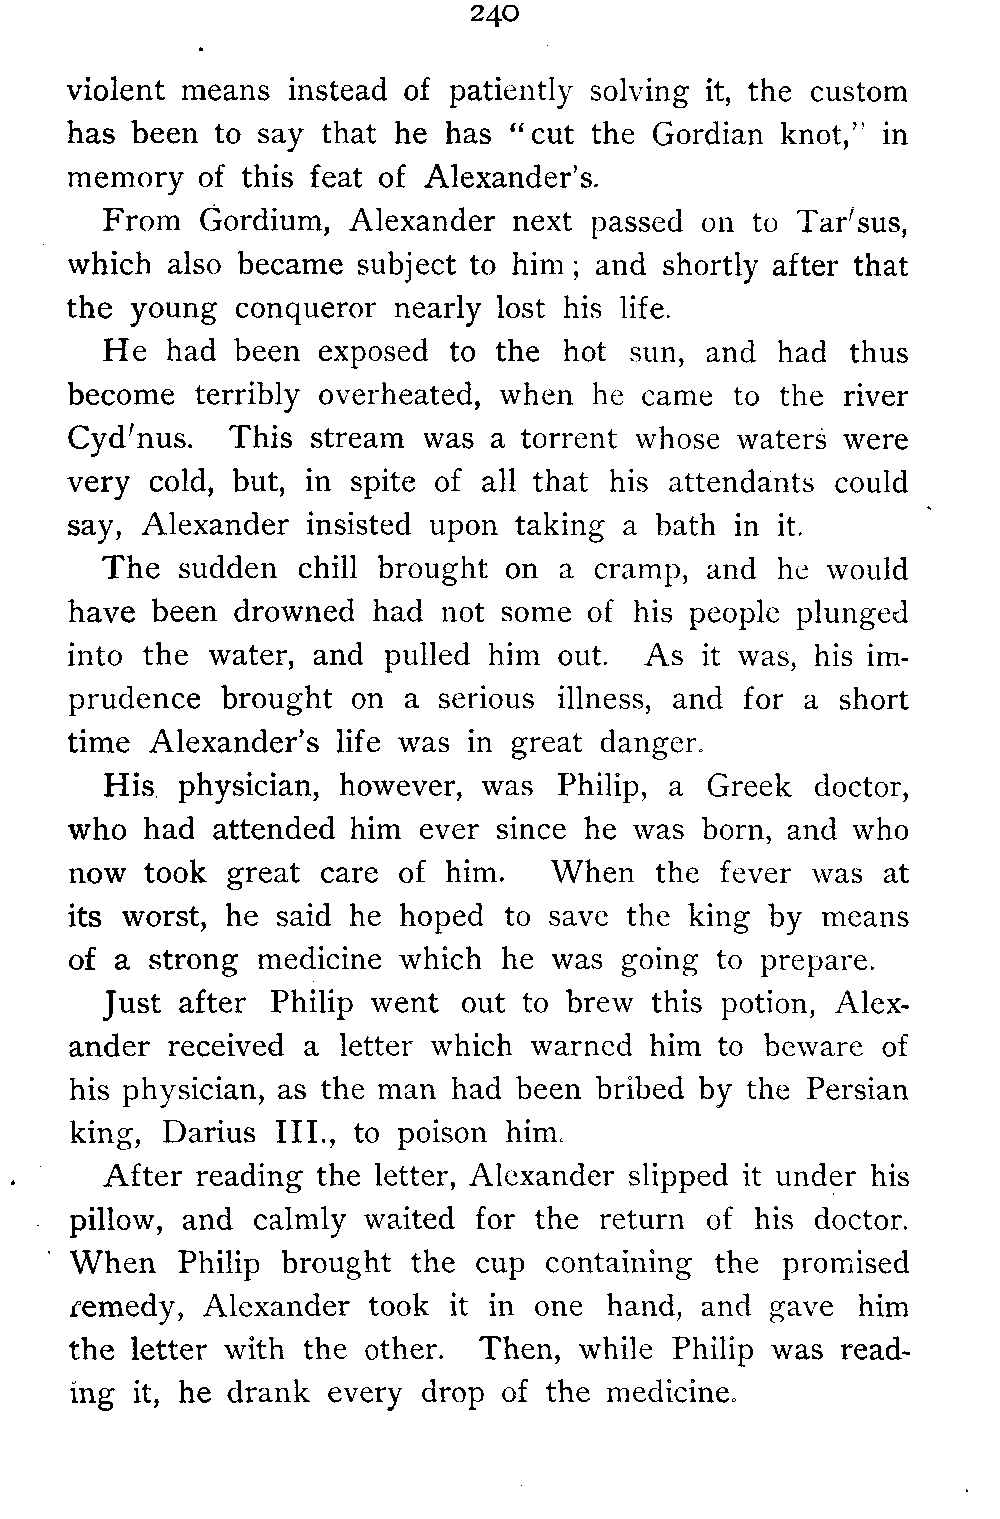 240
violent means instead of patiently solving it, the custom
has been to say that he has “cut the Gordian knot,” in
memory of this feat of Alexander's.
From Gordium, Alexander next passed on to Tar′sus,
which also became subject to him; and shortly after that
the young conqueror nearly lost his life.
He had been exposed to the hot sun, and had thus
become terribly overheated, when he came to the river
Cyd′nus. This stream was a torrent whose waters were
very cold, but, in spite of all that his attendants could
say, Alexander insisted upon taking a bath in it.
The sudden chill brought on a cramp, and he would
have been drowned had not some of his people plunged
into the water, and pulled him out. As it was, his im-
prudence brought on a serious illness, and for a short
time Alexander's life was in great danger.
His physician, however, was Philip, a Greek doctor,
who had attended him ever since he was born, and who
now took great care of him. When the fever was at
its worst, he said he hoped to save the king by means
of a strong medicine which he was going to prepare.
Just after Philip went out to brew this potion, Alex-
ander received a letter which warned him to beware of
his physician, as the man had been bribed by the Persian
king, Darius III., to poison him.
After reading the letter, Alexander slipped it under his
pillow, and calmly waited for the return of his doctor.
When Philip brought the cup containing the promised
remedy, Alexander took it in one hand, and gave him
the letter with the other. Then, while Philip was read-
ing it, he drank every drop of the medicine.